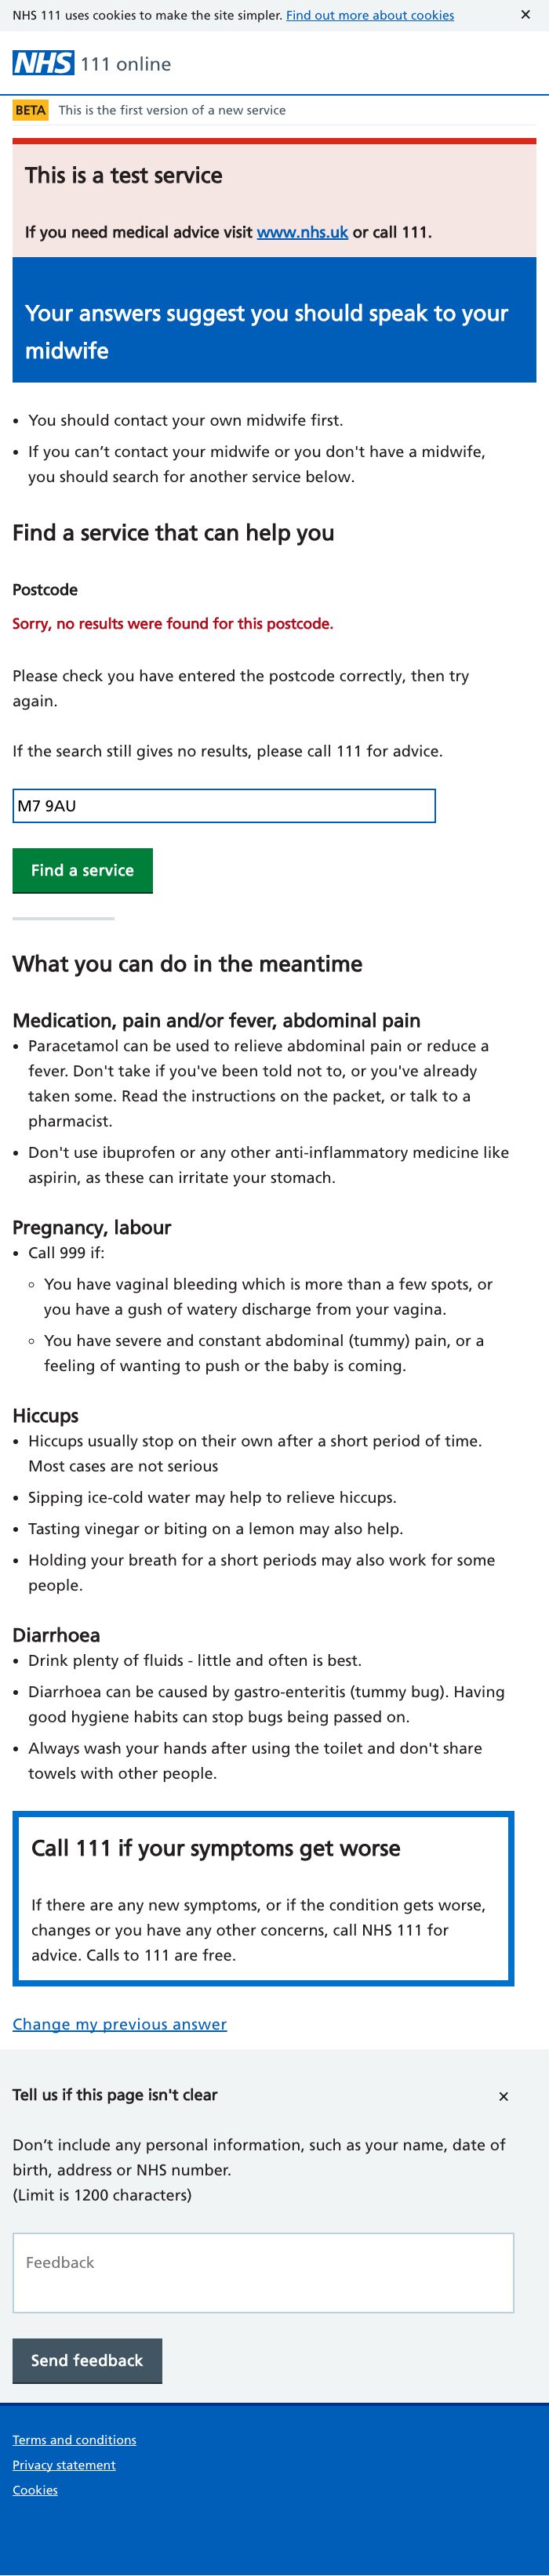 NHS 111 uses cookies to make the site simpler. Find out more about cookies ×
NHS 111 online
BETA This is the first version of a new service
This is a test service
If you need medical advice visit www.nhs.uk or call 111.
Your answers suggest you should speak to your
midwife
• You should contact your own midwife first.
• If you can’t contact your midwife or you don't have a midwife,
you should search for another service below.
Find a service that can help you
Postcode
Sorry, no results were found for this postcode.
Please check you have entered the postcode correctly, then try
again.
If the search still gives no results, please call 111 for advice.
M7 9AU
Find a service
What you can do in the meantime
Medication, pain and/or fever, abdominal pain
• Paracetamol can be used to relieve abdominal pain or reduce a
fever. Don't take if you've been told not to, or you've already
taken some. Read the instructions on the packet, or talk to a
pharmacist.
• Don't use ibuprofen or any other anti-inflammatory medicine like
aspirin, as these can irritate your stomach.
Pregnancy, labour
• Call 999 if:
◦ You have vaginal bleeding which is more than a few spots, or
you have a gush of watery discharge from your vagina.
◦ You have severe and constant abdominal (tummy) pain, or a
feeling of wanting to push or the baby is coming.
Hiccups
• Hiccups usually stop on their own after a short period of time.
Most cases are not serious
• Sipping ice-cold water may help to relieve hiccups.
• Tasting vinegar or biting on a lemon may also help.
• Holding your breath for a short periods may also work for some
people.
Diarrhoea
• Drink plenty of fluids - little and often is best.
• Diarrhoea can be caused by gastro-enteritis (tummy bug). Having
good hygiene habits can stop bugs being passed on.
• Always wash your hands after using the toilet and don't share
towels with other people.
Call 111 if your symptoms get worse
If there are any new symptoms, or if the condition gets worse,
changes or you have any other concerns, call NHS 111 for
advice. Calls to 111 are free.
Change my previous answer
Tell us if this page isn't clear ×
Don’t include any personal information, such as your name, date of
birth, address or NHS number.
(Limit is 1200 characters)
Feedback
Send feedback
Terms and conditions
Privacy statement
Cookies